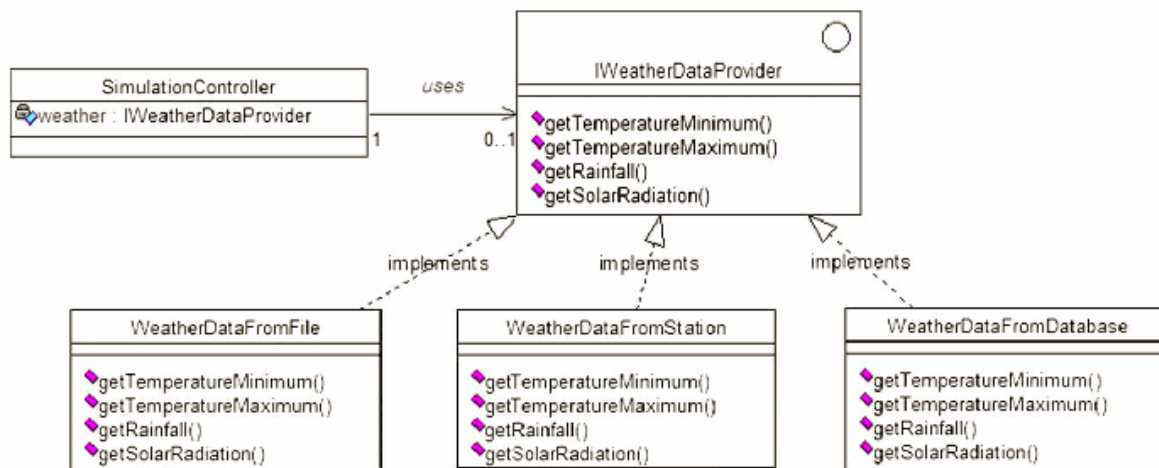 IWeatherDataProvider
SimulationController
weather : IWeatherDataProvider
uses
1
0..1
getTemperatureMinimum()
getTemperatureMaximum()
getRainfall()
getSolarRadiation()
implements
implements
implements
WeatherDataFromFile
getTemperatureMinimum()
getTemperatureMaximum()
getRainfall()
getSolarRadiation()
WeatherDataFromStation
getTemperatureMinimum()
getTemperatureMaximum()
getRainfall()
getSolarRadiation()
WeatherDataFromDatabase
getTemperatureMinimum()
getTemperatureMaximum()
getRainfall()
getSolarRadiation()